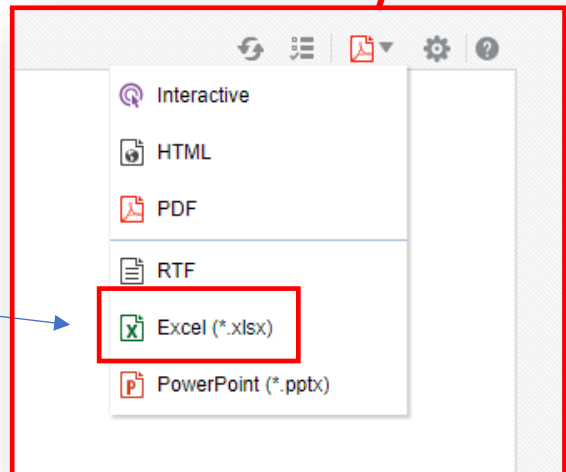 Interactive
HTML
PDF
RTF
Excel (*.xlsx)
PowerPoint (*.pptx)